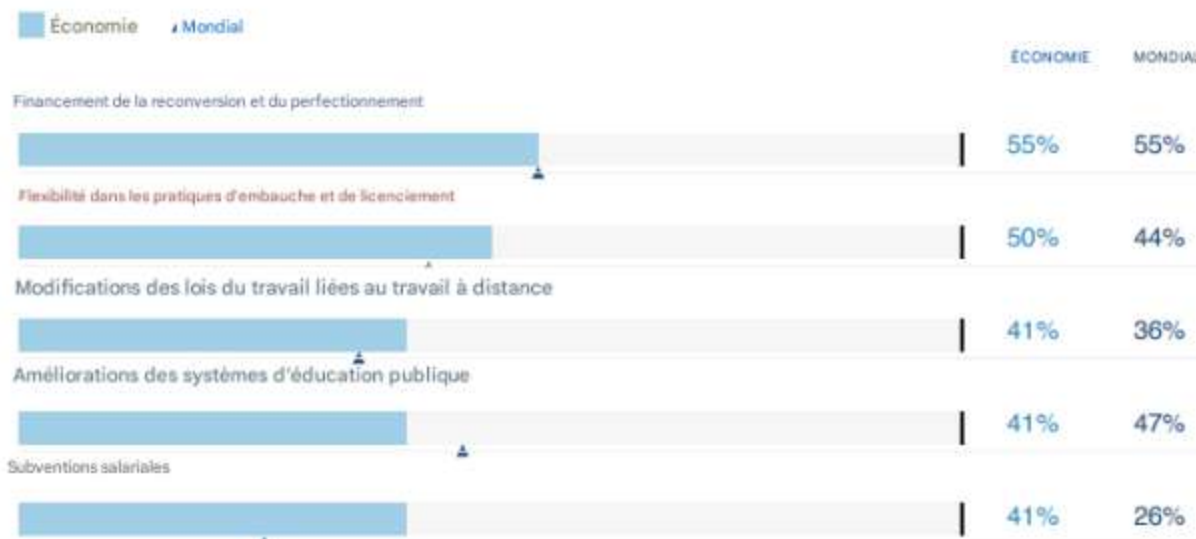 Économie Mondial
ÉCONOMIE MONDIAL
Financement de la reconversion et du perfectionnement
55% 55%
Flexibilité dans les pratiques d'embauche et de licenciement
50% 44%
Modifications des lois du travail liées au travail à distance
41% 36%
Améliorations des systèmes d'éducation publique
41% 47%
Subventions salariales
41% 26%